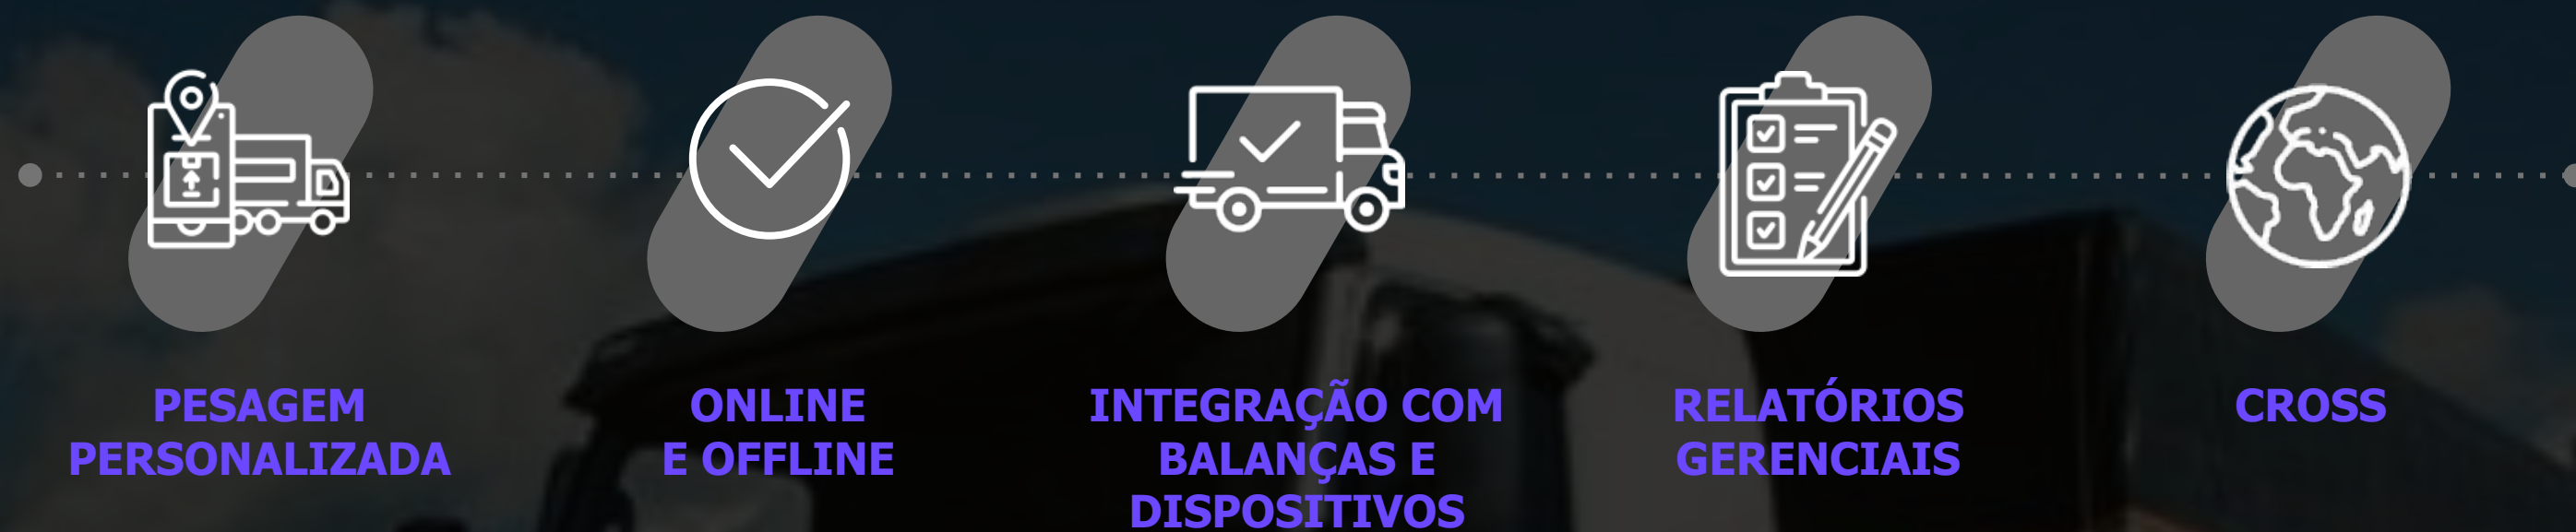 PESAGEM
PERSONALIZADA
ONLINE
E OFFLINE
INTEGRAÇÃO COM
BALANÇAS E
DISPOSITIVOS
RELATÓRIOS
GERENCIAIS
CROSS